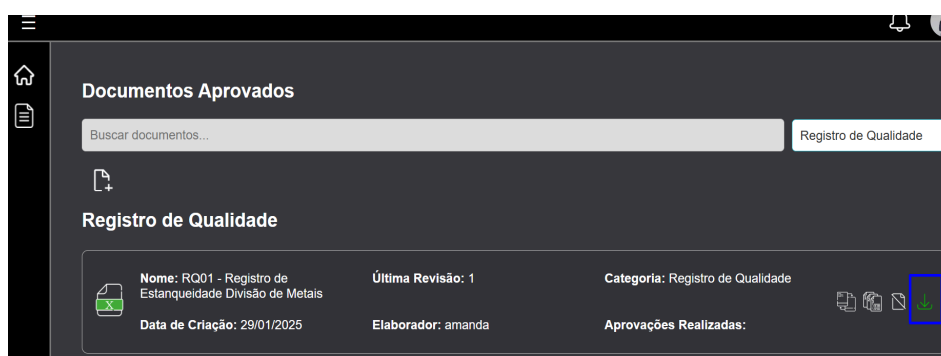 Documentos Aprovados
Buscar documentos...
Registro de Qualidade
Registro de Qualidade
Nome: RQ01 - Registro de
Estanqueidade Divisão de Metais
Data de Criação: 29/01/2025
Última Revisão: 1
Elaborador: amanda
Categoria: Registro de Qualidade
Aprovações Realizadas:
X